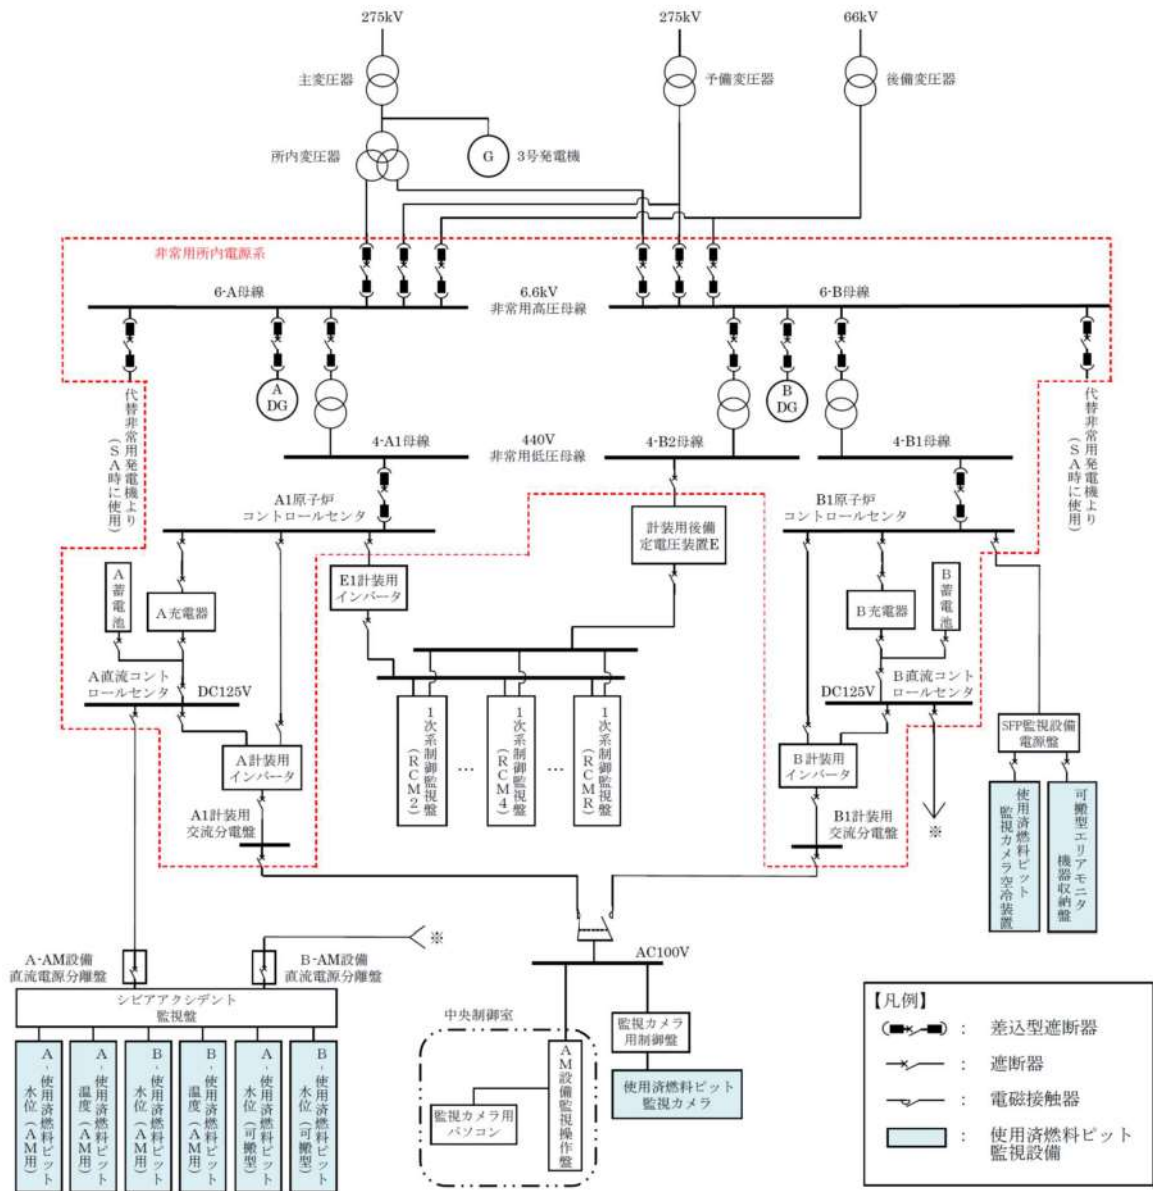 275kV
275kV
66kV
主変圧器
予備変圧器
後備変圧器
所内変圧器
G
3号発電機
非常用所内電源系
6-A母線
6.6kV
非常用高圧母線
6-B母線
A
DG
B
DG
代替非常用発電機より
(SA時に使用)
代替非常用発電機より
(SA時に使用)
4-A1母線
440V
非常用低圧母線
4-B2母線
4-B1母線
A1原子炉
コントロールセンタ
計装用後備
定電圧装置E
B1原子炉
コントロールセンタ
A蓄電池
A充電器
E1計装用
インバータ
B充電器
B蓄電池
A直流コント
ロールセンタ
DC125V
DC125V
B直流コント
ロールセンタ
1次系制御監視盤
(RCM2)
…
1次系制御監視盤
(RCM4)
…
1次系制御監視盤
(RCMR)
A計装用
インバータ
B計装用
インバータ
SFP監視設備
電源盤
A1計装用
交流分電盤
B1計装用
交流分電盤
※
使用済燃料ピット
監視カメラ空冷装置
可搬型エリアモニタ
機器収納盤
※
A-AM設備
直流電源分離盤
B-AM設備
直流電源分離盤
シビアアクシデント
監視盤
AC100V
A-使用済燃料ピット
水位(AM用)
A-使用済燃料ピット
温度(AM用)
B-使用済燃料ピット
水位(AM用)
B-使用済燃料ピット
温度(AM用)
A-使用済燃料ピット
水位(可搬型)
B-使用済燃料ピット
水位(可搬型)
中央制御室
AM設備監視操作盤
監視カメラ用
パソコン
監視カメラ
用制御盤
使用済燃料ピット
監視カメラ
【凡例】
: 差込型遮断器
: 遮断器
: 電磁接触器
: 使用済燃料ピット
監視設備